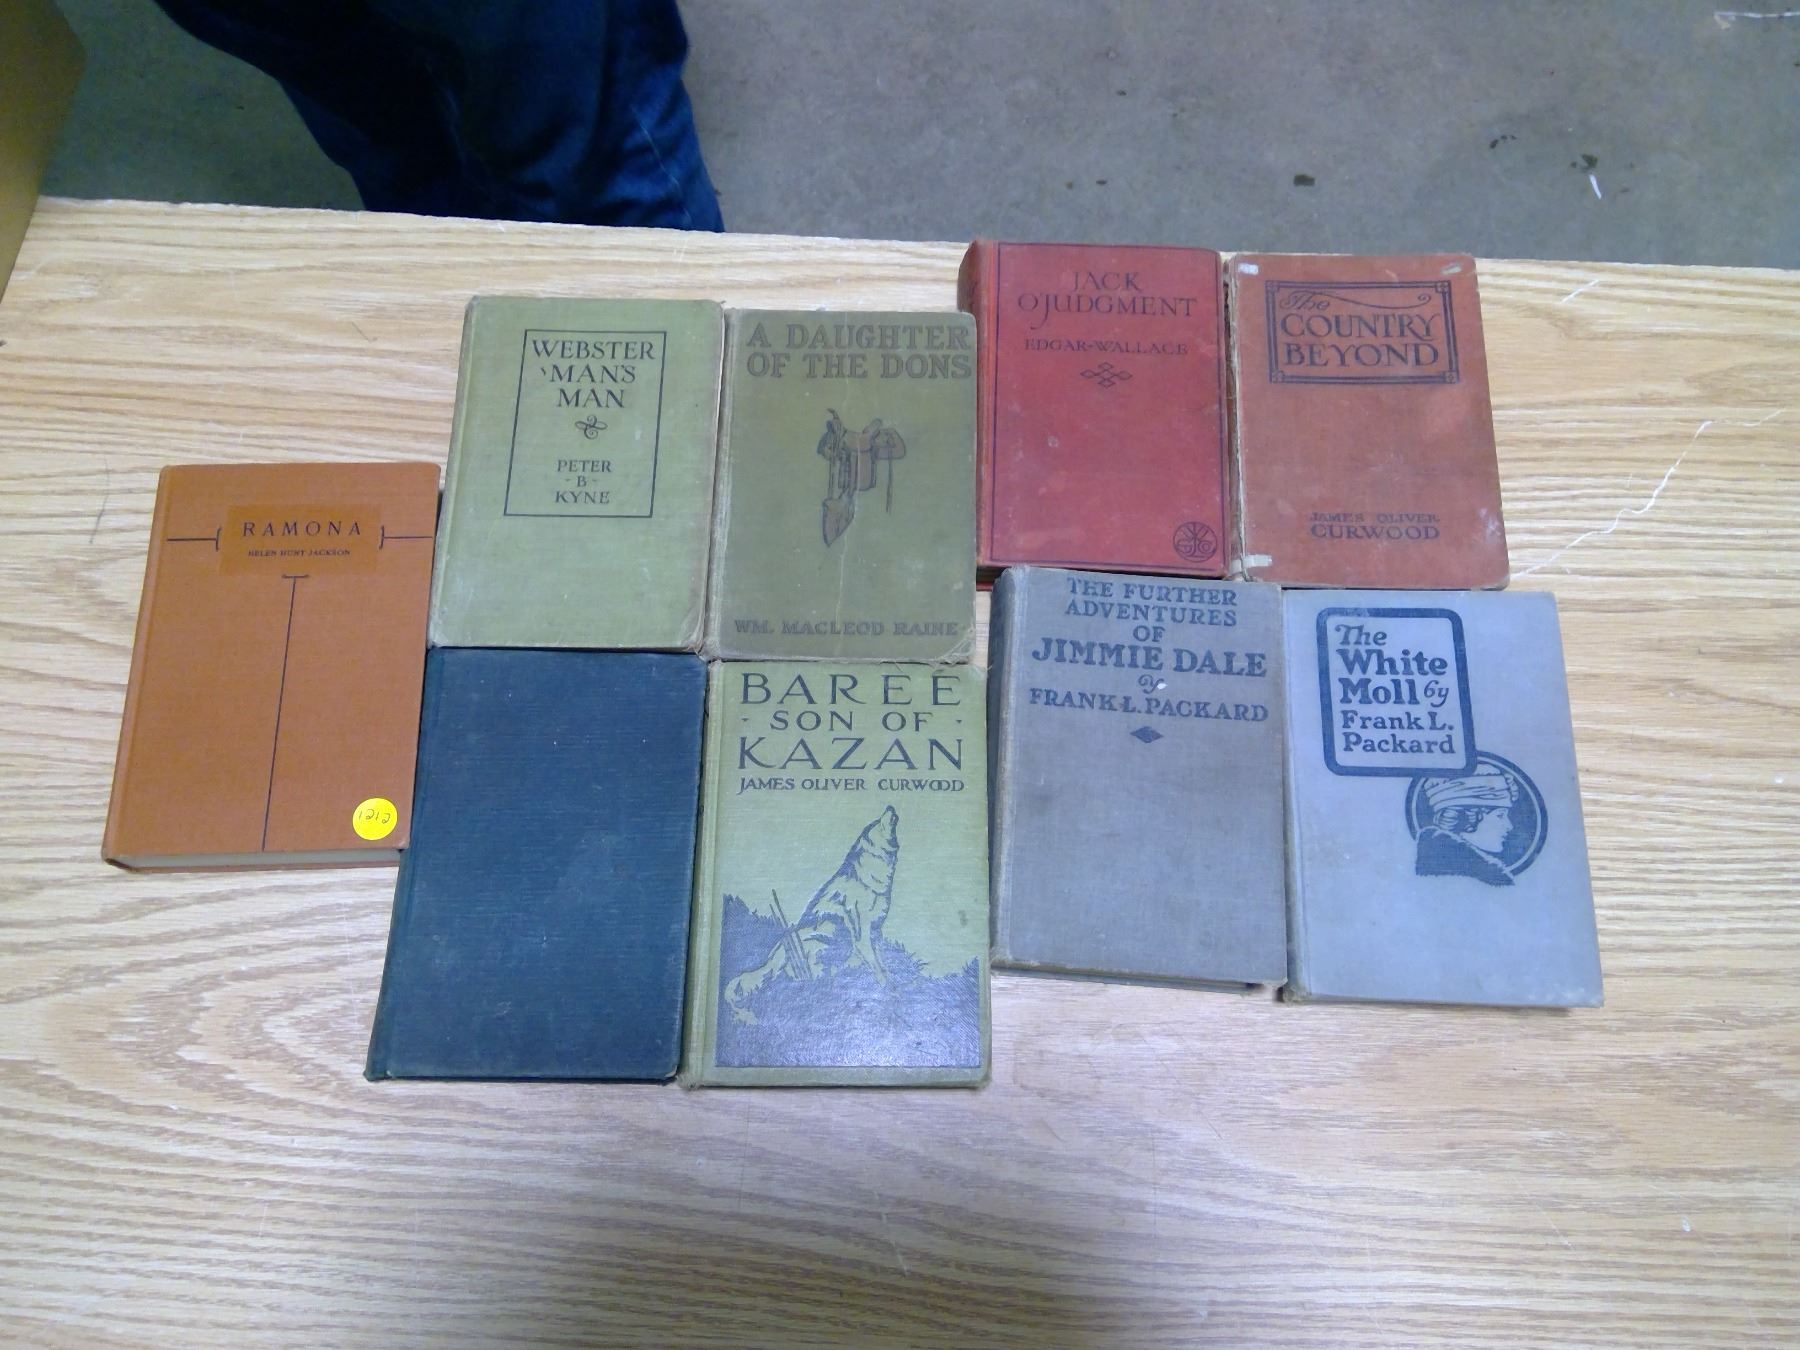 RAMONA
HELEN HUNT JACKSON
1212
WEBSTER
MAN'S
MAN
PETER
-B-
KYNE
A DAUGHTER
OF THE DONS
WM. MACLEOD RAINE
JACK
O'JUDGMENT
EDGAR-WALLACE
The
COUNTRY
BEYOND
JAMES OLIVER
CURWOOD
BAREE
·SON OF·
KAZAN
JAMES OLIVER CURWOOD
THE FURTHER
ADVENTURES
OF
JIMMIE DALE
By
FRANK·L.PACKARD
The
White
Moll by
Frank L.
Packard